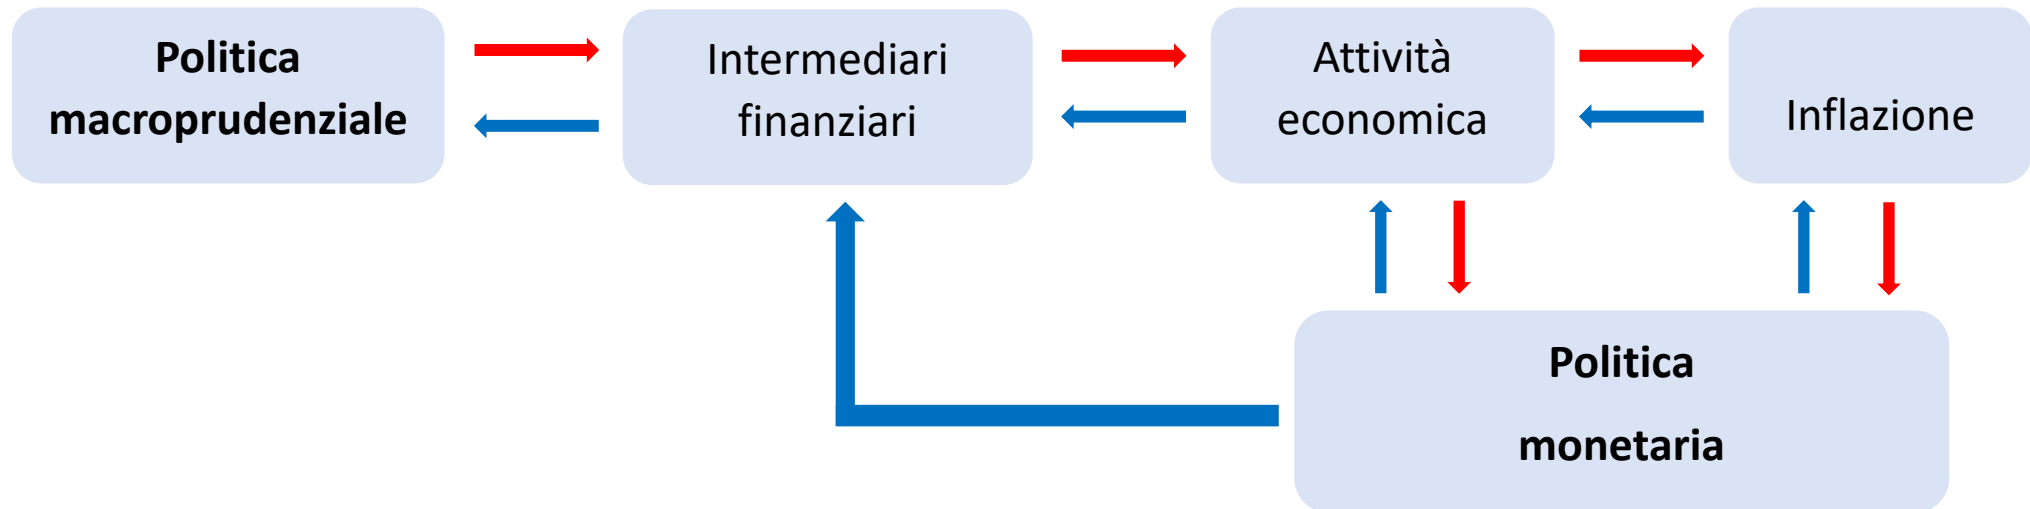 Politica
macroprudenziale
Intermediari
finanziari
Attività
economica
Inflazione
Politica
monetaria